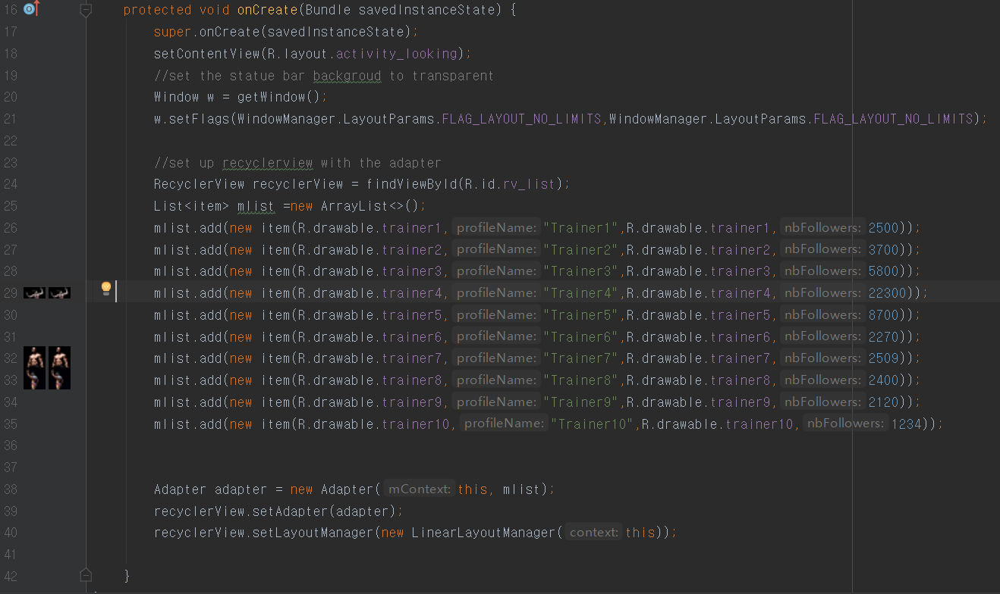 16 protected void onCreate(Bundle savedInstanceState) {
17 super.onCreate(savedInstanceState);
18 setContentView(R.layout.activity_looking);
19 //set the statue bar backgroud to transparent
20 Window w = getWindow();
21 w.setFlags(WindowManager.LayoutParams.FLAG_LAYOUT_NO_LIMITS,WindowManager.LayoutParams.FLAG_LAYOUT_NO_LIMITS);
22
23 //set up recyclerview with the adapter
24 RecyclerView recyclerView = findViewById(R.id.rv_list);
25 List<item> mlist =new ArrayList<>();
26 mlist.add(new item(R.drawable.trainer1, profileName: "Trainer1",R.drawable.trainer1, nbFollowers: 2500));
27 mlist.add(new item(R.drawable.trainer2, profileName: "Trainer2",R.drawable.trainer2, nbFollowers: 3700));
28 mlist.add(new item(R.drawable.trainer3, profileName: "Trainer3",R.drawable.trainer3, nbFollowers: 5800));
29 mlist.add(new item(R.drawable.trainer4, profileName: "Trainer4",R.drawable.trainer4, nbFollowers: 22300));
30 mlist.add(new item(R.drawable.trainer5, profileName: "Trainer5",R.drawable.trainer5, nbFollowers: 8700));
31 mlist.add(new item(R.drawable.trainer6, profileName: "Trainer6",R.drawable.trainer6, nbFollowers: 2270));
32 mlist.add(new item(R.drawable.trainer7, profileName: "Trainer7",R.drawable.trainer7, nbFollowers: 2509));
33 mlist.add(new item(R.drawable.trainer8, profileName: "Trainer8",R.drawable.trainer8, nbFollowers: 2400));
34 mlist.add(new item(R.drawable.trainer9, profileName: "Trainer9",R.drawable.trainer9, nbFollowers: 2120));
35 mlist.add(new item(R.drawable.trainer10, profileName: "Trainer10",R.drawable.trainer10, nbFollowers: 1234));
36
37
38 Adapter adapter = new Adapter( mContext: this, mlist);
39 recyclerView.setAdapter(adapter);
40 recyclerView.setLayoutManager(new LinearLayoutManager( context: this));
41
42 }